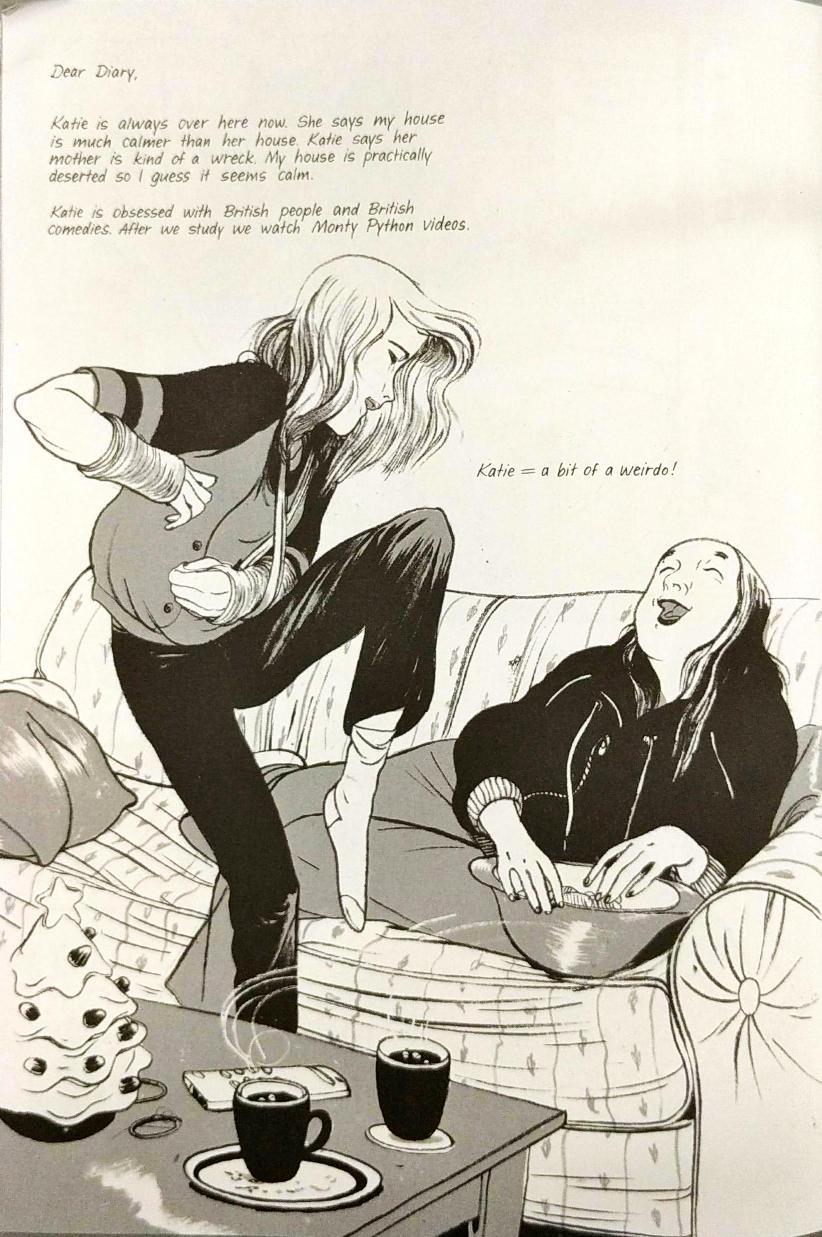 Dear Diary,
Katie is always over here now. She says my house
is much calmer than her house. Katie says her
mother is kind of a wreck. My house is practically
deserted so I guess it seems calm.
Katie is obsessed with British people and British
comedies. After we study we watch Monty Python videos.
Katie = a bit of a weirdo!